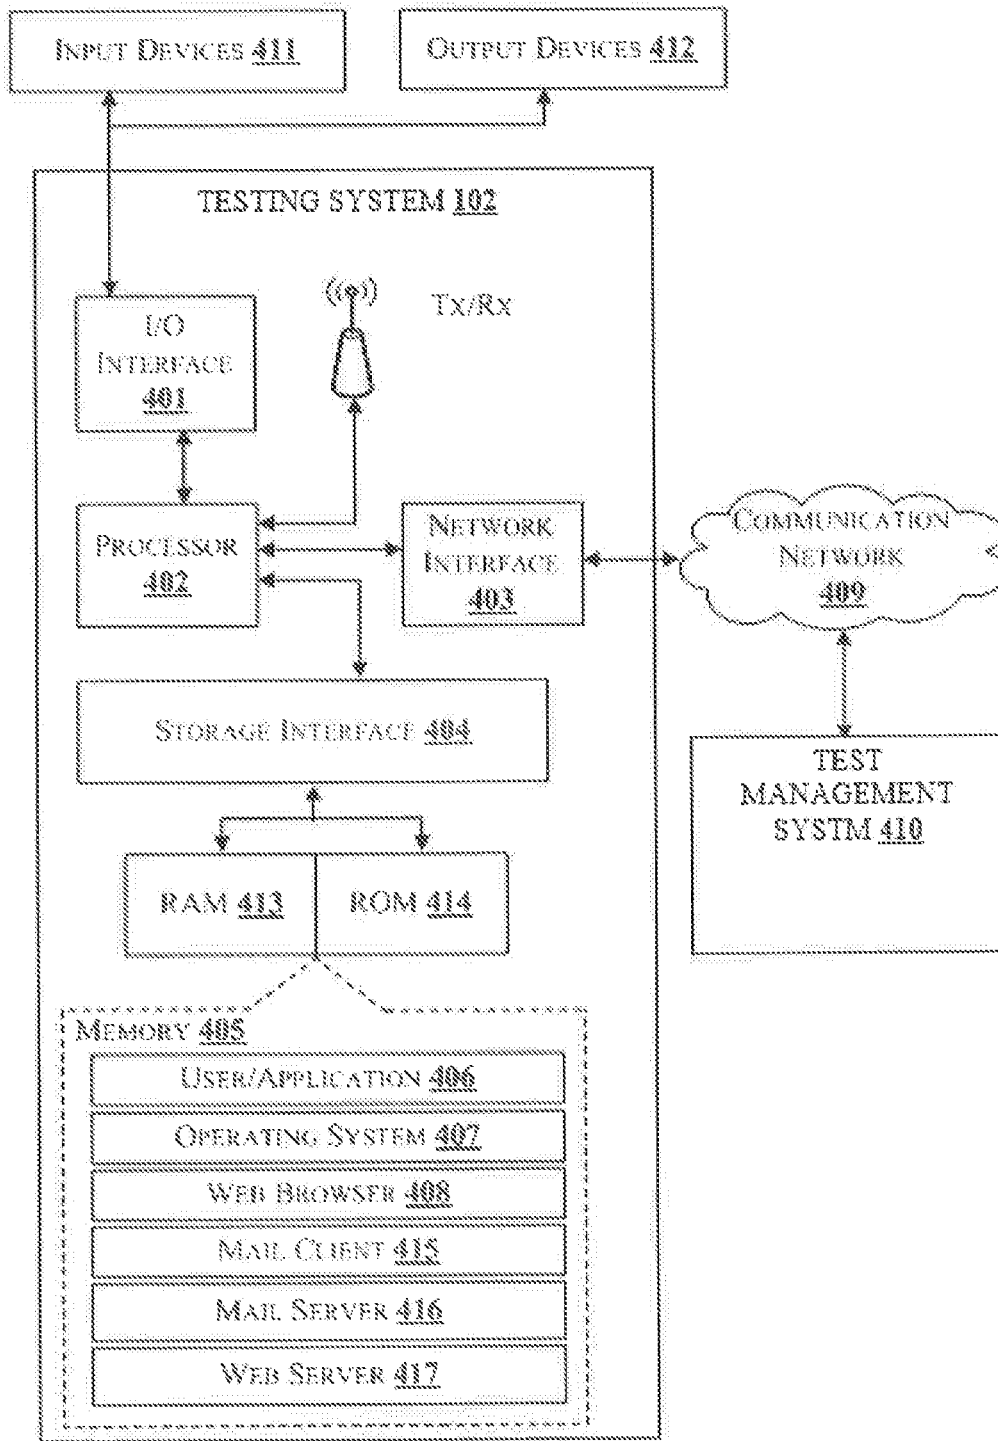 INPUT DEVICES 411
OUTPUT DEVICES 412
TESTING SYSTEM 102
I/O
INTERFACE
401
TX/RX
PROCESSOR
402
NETWORK
INTERFACE
403
COMMUNICATION
NETWORK
409
STORAGE INTERFACE 404
TEST
MANAGEMENT
SYSTM 410
RAM 413
ROM 414
MEMORY 405
USER/APPLICATION 406
OPERATING SYSTEM 407
WEB BROWSER 408
MAIL CLIENT 415
MAIL SERVER 416
WEB SERVER 417